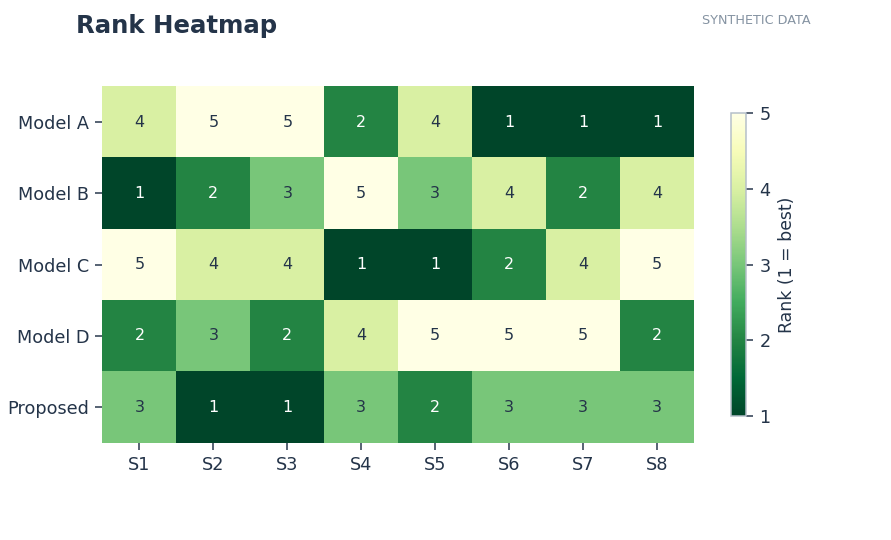 Rank Heatmap
SYNTHETIC DATA
Model A 4 5 5 2 4 1 1 1
Model B 1 2 3 5 3 4 2 4
Model C 5 4 4 1 1 2 4 5
Model D 2 3 2 4 5 5 5 2
Proposed 3 1 1 3 2 3 3 3
S1 S2 S3 S4 S5 S6 S7 S8
5
4
3
2
1
Rank (1 = best)